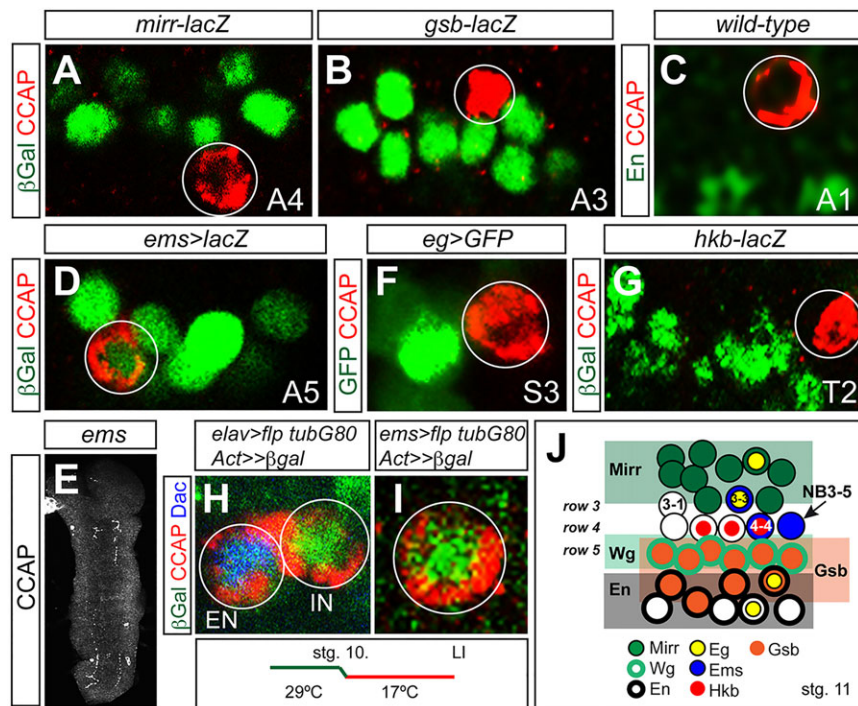 mirr-lacZ
gsb-lacZ
wild-type
βGal CCAP
A
A4
B
A3
En CCAP
C
A1
ems>lacZ
eg>GFP
hkb-lacZ
βGal CCAP
D
A5
GFP CCAP
F
S3
βGal CCAP
G
T2
ems
CCAP
E
elav>flp tubG80
Act>>βgal
ems>flp tubG80
Act>>βgal
βGal CCAP Dac
H
EN
IN
I
stg. 10.
LI
29ºC
17ºC
J
Mirr
NB3-5
row 3
3-1
3-3
row 4
4-4
row 5
Wg
Gsb
En
Mirr
Eg
Gsb
Wg
Ems
En
Hkb
stg. 11